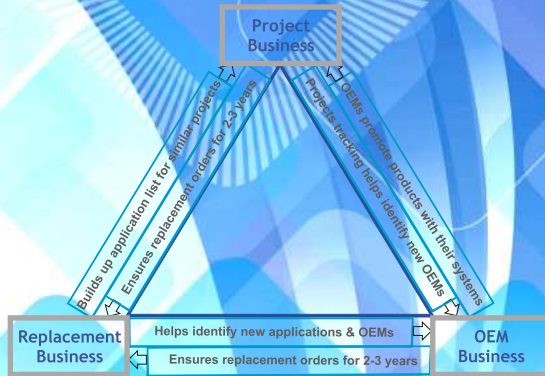 Project
Business
Builds up application list for similar projects
Ensures replacement orders for 2-3 years
Projects tracking helps identify new OEMs
OEMs promote products with their systems
Replacement
Business
Helps identify new applications & OEMs
Ensures replacement orders for 2-3 years
OEM
Business